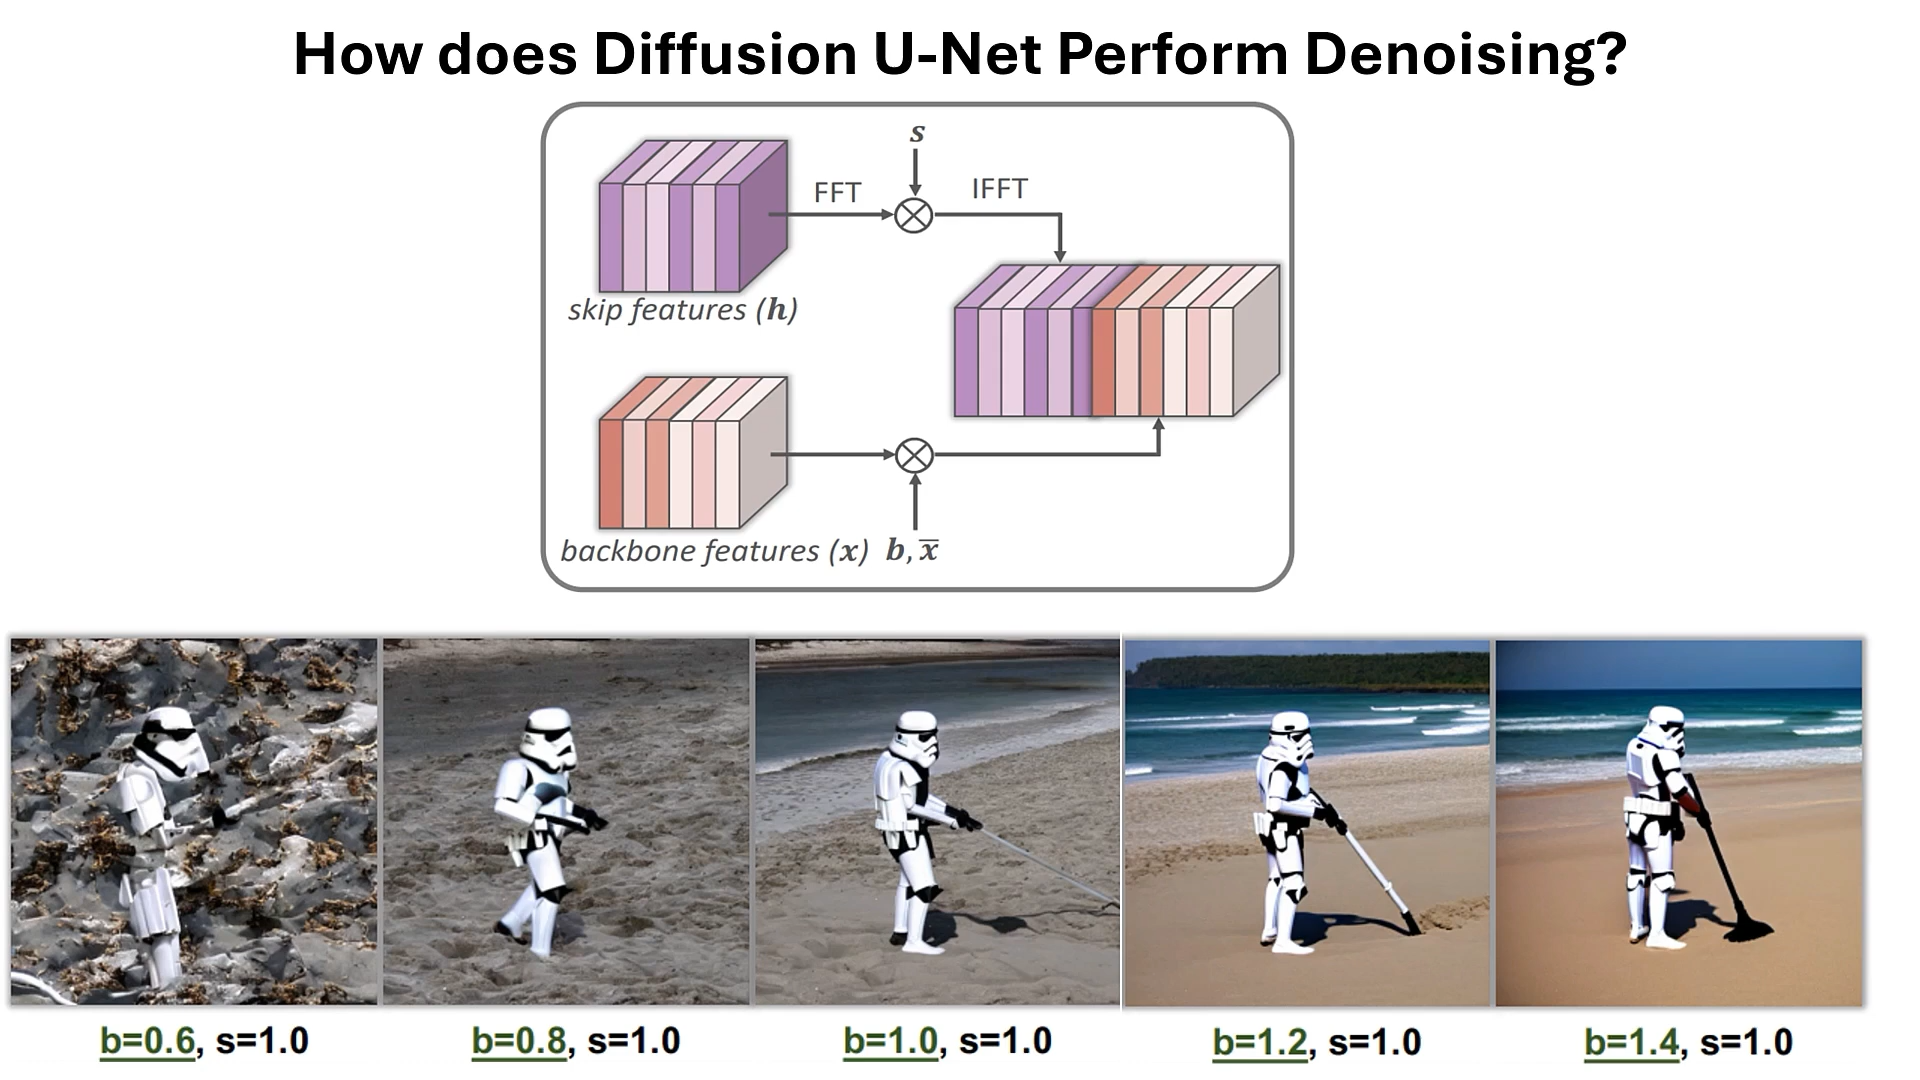 How does Diffusion U-Net Perform Denoising?
s
FFT
IFFT
skip features (h)
backbone features (x) b, x̅
b=0.6, s=1.0
b=0.8, s=1.0
b=1.0, s=1.0
b=1.2, s=1.0
b=1.4, s=1.0